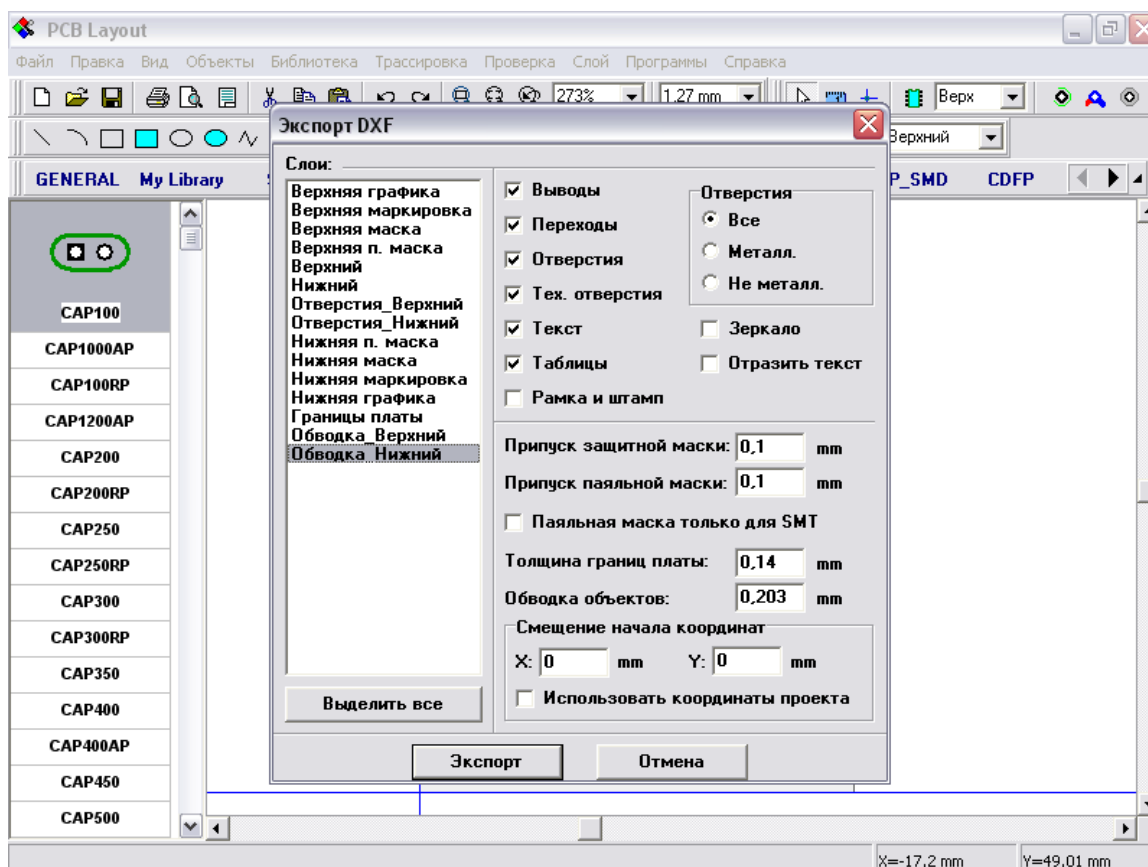 PCB Layout
Файл Правка Вид Объекты Библиотека Трассировка Проверка Слой Программы Справка
273% 1,27 mm Верх
Верхний
GENERAL My Library P_SMD CDFP
CAP100
CAP1000AP
CAP100RP
CAP1200AP
CAP200
CAP200RP
CAP250
CAP250RP
CAP300
CAP300RP
CAP350
CAP400
CAP400AP
CAP450
CAP500
Экспорт DXF
Слои:
Верхняя графика
Верхняя маркировка
Верхняя маска
Верхняя п. маска
Верхний
Нижний
Отверстия_Верхний
Отверстия_Нижний
Нижняя п. маска
Нижняя маска
Нижняя маркировка
Нижняя графика
Границы платы
Обводка_Верхний
Обводка_Нижний
Выделить все
Выводы
Переходы
Отверстия
Тех. отверстия
Текст
Таблицы
Рамка и штамп
Отверстия
Все
Металл.
Не металл.
Зеркало
Отразить текст
Припуск защитной маски: 0,1 mm
Припуск паяльной маски: 0,1 mm
Паяльная маска только для SMT
Толщина границ платы: 0,14 mm
Обводка объектов: 0,203 mm
Смещение начала координат
X: 0 mm Y: 0 mm
Использовать координаты проекта
Экспорт Отмена
X=-17,2 mm Y=49,01 mm